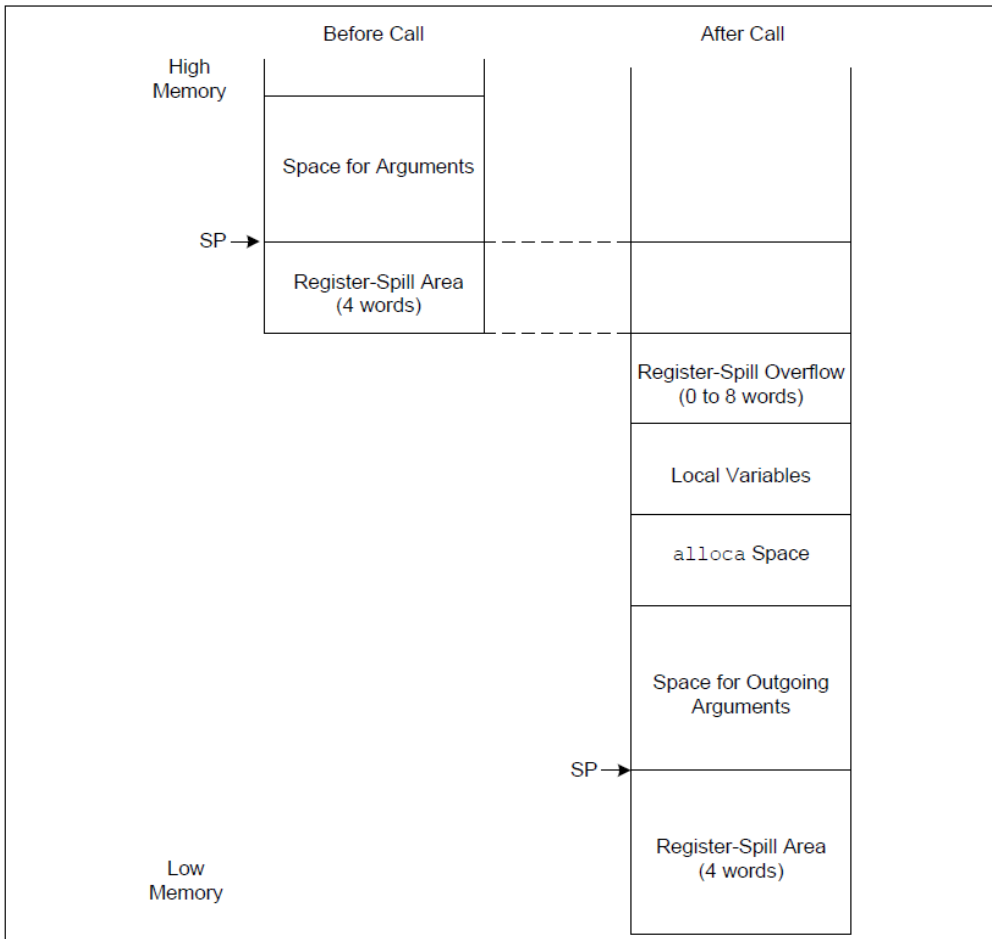 Before Call
After Call
High
Memory
Space for Arguments
SP
Register-Spill Area
(4 words)
Register-Spill Overflow
(0 to 8 words)
Local Variables
alloca Space
Space for Outgoing
Arguments
SP
Register-Spill Area
(4 words)
Low
Memory